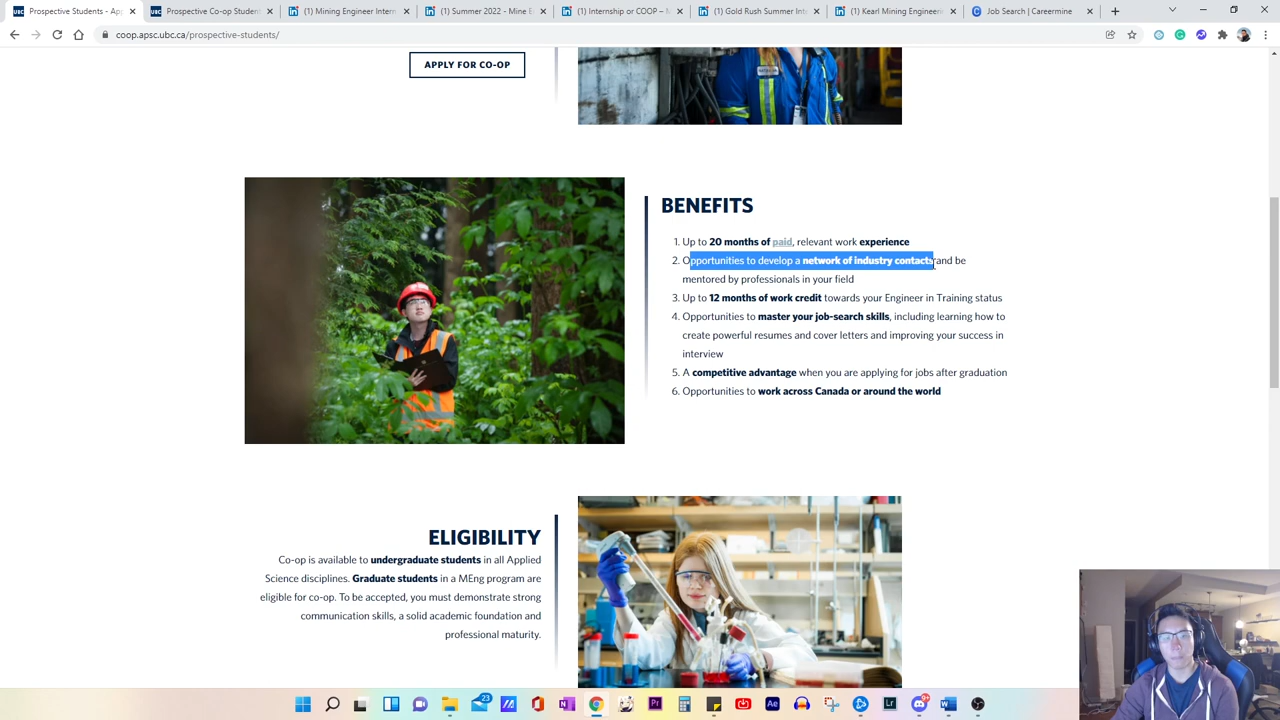 Prospective Students - App
Prospective Co-op Student
(1) Mining Engineer Intern
(1) Summer 2022 - Mine E
(1) Internship or COOP –
(1) Gold Rush Summer
(1) Kearl Mining Engineer
Job Search | Careermine
coop.apsc.ubc.ca/prospective-students/
APPLY FOR CO-OP
BENEFITS
1. Up to 20 months of paid, relevant work experience
2. Opportunities to develop a network of industry contacts and be
mentored by professionals in your field
3. Up to 12 months of work credit towards your Engineer in Training status
4. Opportunities to master your job-search skills, including learning how to
create powerful resumes and cover letters and improving your success in
interview
5. A competitive advantage when you are applying for jobs after graduation
6. Opportunities to work across Canada or around the world
ELIGIBILITY
Co-op is available to undergraduate students in all Applied
Science disciplines. Graduate students in a MEng program are
eligible for co-op. To be accepted, you must demonstrate strong
communication skills, a solid academic foundation and
professional maturity.
23
Pr
Ae
Lr
9+